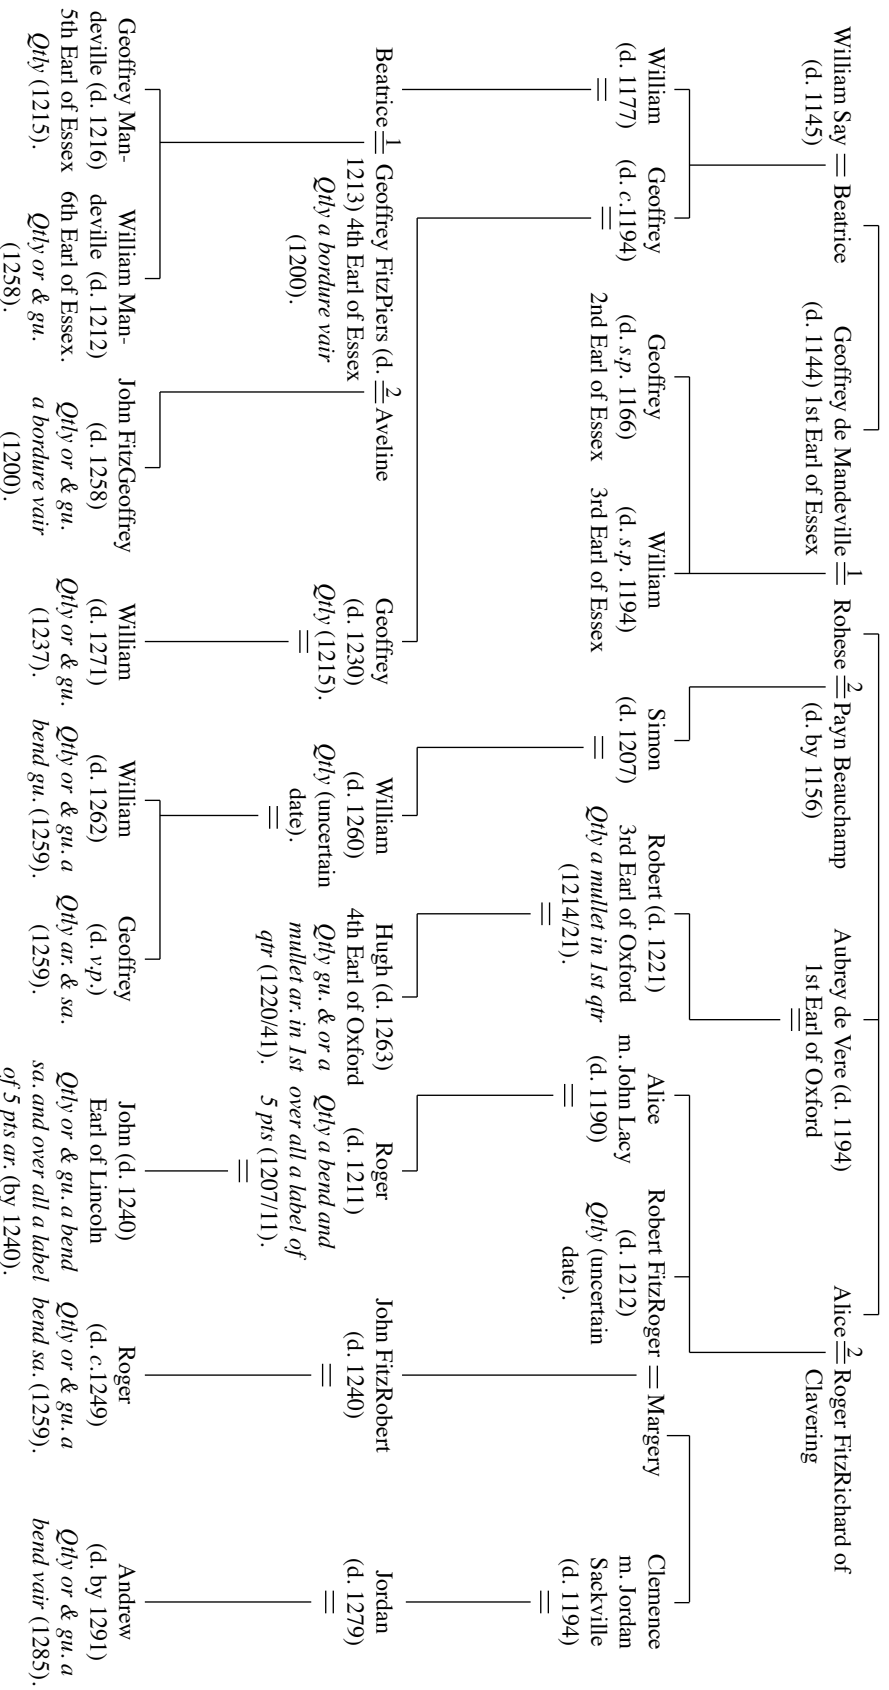 William Say = Beatrice
(d. 1145)
Geoffrey de Mandeville 1=
(d. 1144) 1st Earl of Essex
Rohese 2= Payn Beauchamp
(d. by 1156)
Aubrey de Vere (d. 1194)
1st Earl of Oxford
=
Alice 2= Roger FitzRichard of
Clavering
William
(d. 1177)
=
Geoffrey
(d. c.1194)
=
Geoffrey
(d. s.p. 1166)
2nd Earl of Essex
William
(d. s.p. 1194)
3rd Earl of Essex
Simon
(d. 1207)
=
Robert (d. 1221)
3rd Earl of Oxford
Qtly a mullet in 1st qtr
(1214/21).
=
Alice
m. John Lacy
(d. 1190)
=
Robert FitzRoger = Margery
(d. 1212)
Qtly (uncertain
date).
Clemence
m. Jordan
Sackville
(d. 1194)
=
Beatrice 1= Geoffrey FitzPiers (d. 2= Aveline
1213) 4th Earl of Essex
Qtly a bordure vair
(1200).
Geoffrey
(d. 1230)
Qtly (1215).
=
William
(d. 1260)
Qtly (uncertain
date).
=
Hugh (d. 1263)
4th Earl of Oxford
Qtly gu. & or a
mullet ar. in 1st
qtr (1220/41).
Roger
(d. 1211)
Qtly a bend and
over all a label of
5 pts (1207/11).
=
John FitzRobert
(d. 1240)
=
Jordan
(d. 1279)
=
Geoffrey Man-
deville (d. 1216)
5th Earl of Essex
Qtly (1215).
William Man-
deville (d. 1212)
6th Earl of Essex.
Qtly or & gu.
(1258).
John FitzGeoffrey
(d. 1258)
Qtly or & gu.
a bordure vair
(1200).
William
(d. 1271)
Qtly or & gu.
(1237).
William
(d. 1262)
Qtly or & gu. a
bend gu. (1259).
Geoffrey
(d. v.p.)
Qtly ar. & sa.
(1259).
John (d. 1240)
Earl of Lincoln
Qtly or & gu. a bend
sa. and over all a label
of 5 pts ar. (by 1240).
Roger
(d. c.1249)
Qtly or & gu. a
bend sa. (1259).
Andrew
(d. by 1291)
Qtly or & gu. a
bend vair (1285).